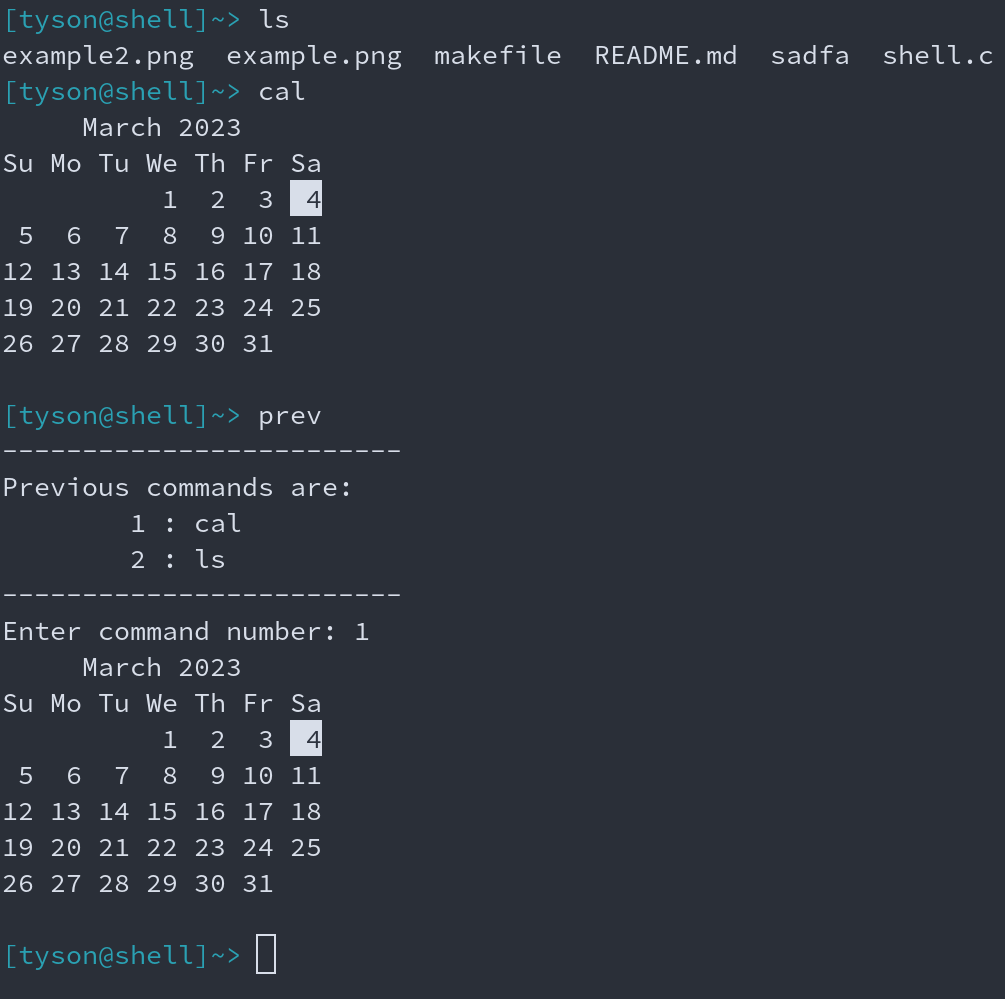 [tyson@shell]~> ls
example2.png  example.png  makefile  README.md  sadfa  shell.c
[tyson@shell]~> cal
     March 2023
Su Mo Tu We Th Fr Sa
          1  2  3  4
 5  6  7  8  9 10 11
12 13 14 15 16 17 18
19 20 21 22 23 24 25
26 27 28 29 30 31
[tyson@shell]~> prev
-------------------------
Previous commands are:
        1 : cal
        2 : ls
-------------------------
Enter command number: 1
     March 2023
Su Mo Tu We Th Fr Sa
          1  2  3  4
 5  6  7  8  9 10 11
12 13 14 15 16 17 18
19 20 21 22 23 24 25
26 27 28 29 30 31
[tyson@shell]~>